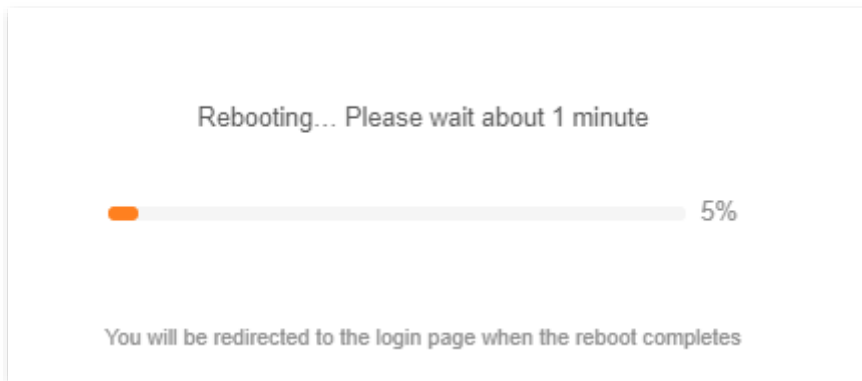 Rebooting... Please wait about 1 minute
5%
You will be redirected to the login page when the reboot completes